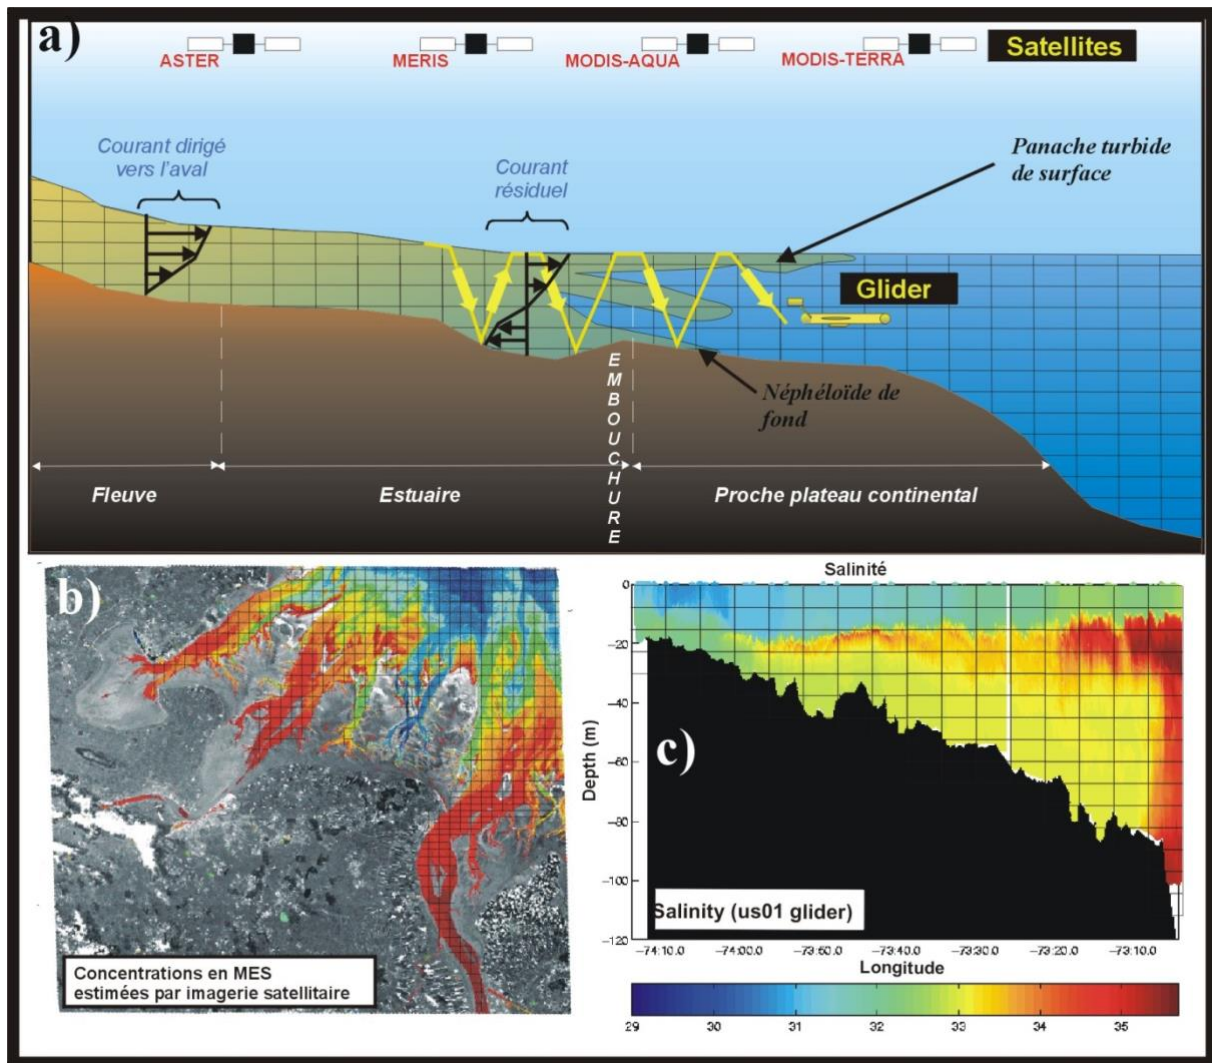 a)
Satellites
ASTER
MERIS
MODIS-AQUA
MODIS-TERRA
Courant dirigé
vers l'aval
Courant
résiduel
Panache turbide
de surface
Glider
Néphéloïde de
fond
EMBOUCHURE
Fleuve
Estuaire
Proche plateau continental
b)
Concentrations en MES
estimées par imagerie satellitaire
Salinité
0
-20
-40
-60
-80
-100
-120
Depth (m)
c)
Salinity (us01 glider)
-74:10.0
-74:00.0
-73:50.0
-73:40.0
-73:30.0
-73:20.0
-73:10.0
Longitude
29
30
31
32
33
34
35